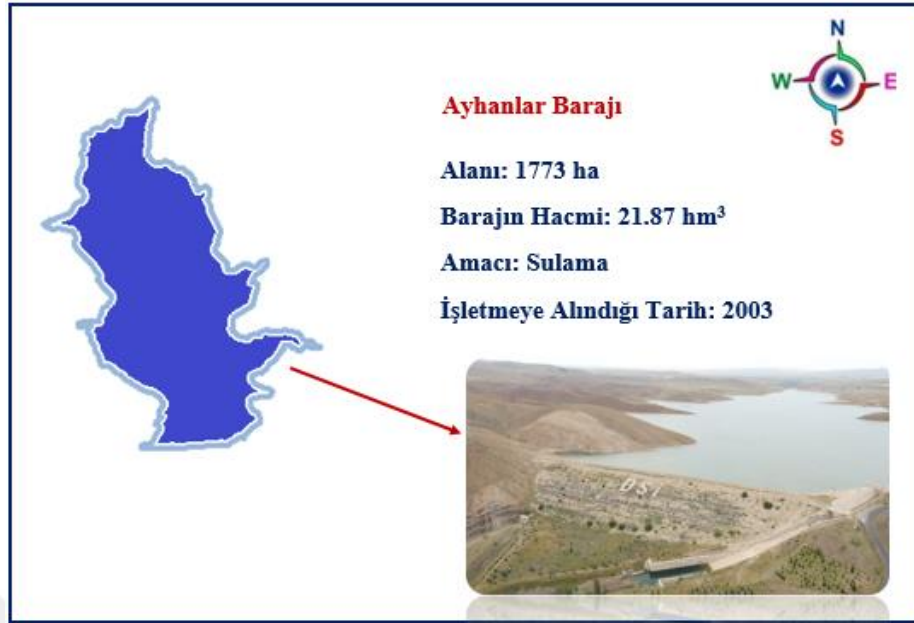 N
W
E
S
Ayhanlar Barajı
Alanı: 1773 ha
Barajın Hacmi: 21.87 hm³
Amacı: Sulama
İşletmeye Alındığı Tarih: 2003
DSİ